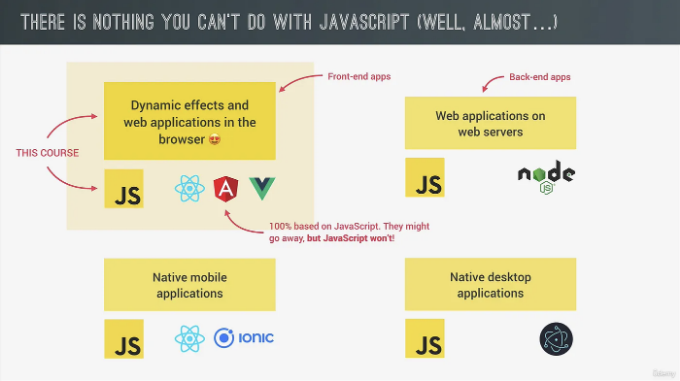 THERE IS NOTHING YOU CAN'T DO WITH JAVASCRIPT (WELL, ALMOST...)
Front-end apps
Back-end apps
Dynamic effects and
web applications in the
browser 🤩
Web applications on
web servers
THIS COURSE
JS
A
JS
node
JS
100% based on JavaScript. They might
go away, but JavaScript won't!
Native mobile
applications
Native desktop
applications
JS
IONIC
JS
Udemy